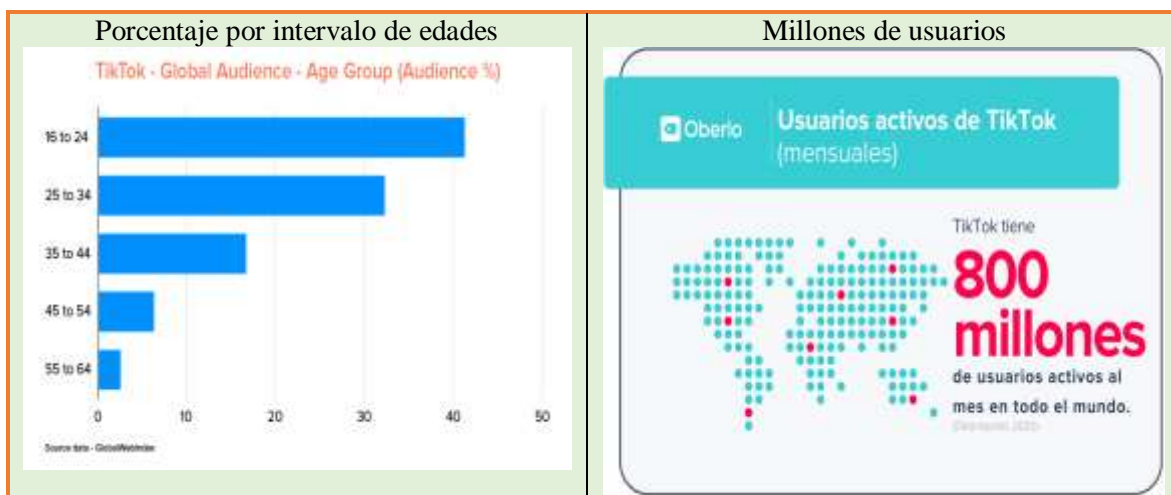 Porcentaje por intervalo de edades
TikTok - Global Audience - Age Group (Audience %)
16 to 24
25 to 34
35 to 44
45 to 54
55 to 64
0 10 20 30 40 50
Source data - GlobalWebIndex
Millones de usuarios
Oberlo
Usuarios activos de TikTok
(mensuales)
TikTok tiene
800
millones
de usuarios activos al
mes en todo el mundo.